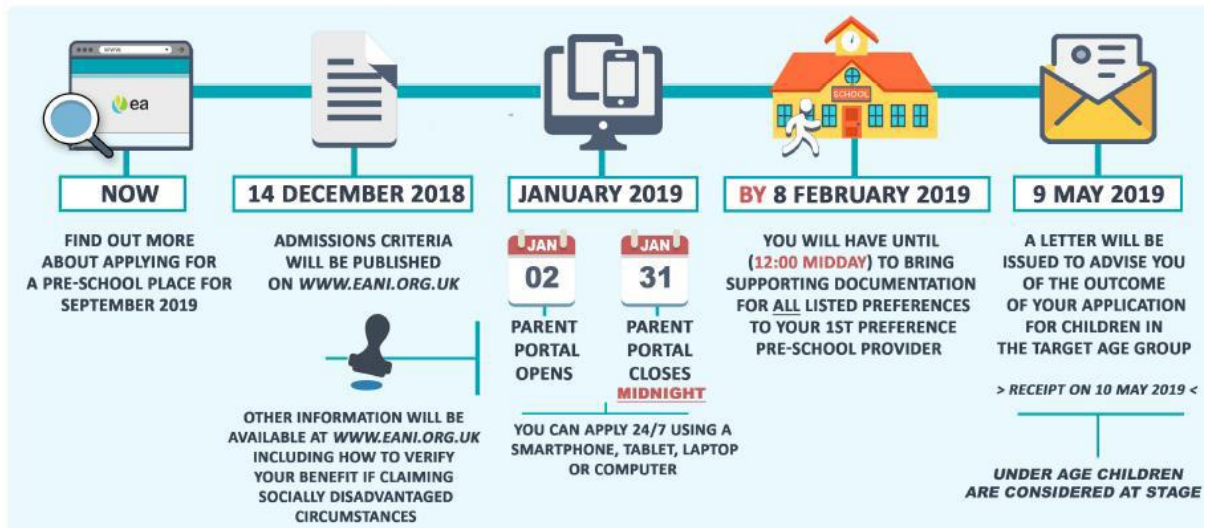 www
ea
NOW
FIND OUT MORE
ABOUT APPLYING FOR
A PRE-SCHOOL PLACE FOR
SEPTEMBER 2019
14 DECEMBER 2018
ADMISSIONS CRITERIA
WILL BE PUBLISHED
ON WWW.EANI.ORG.UK
OTHER INFORMATION WILL BE
AVAILABLE AT WWW.EANI.ORG.UK
INCLUDING HOW TO VERIFY
YOUR BENEFIT IF CLAIMING
SOCIALLY DISADVANTAGED
CIRCUMSTANCES
JANUARY 2019
JAN
02
PARENT
PORTAL
OPENS
JAN
31
PARENT
PORTAL
CLOSES
MIDNIGHT
YOU CAN APPLY 24/7 USING A
SMARTPHONE, TABLET, LAPTOP
OR COMPUTER
SCHOOL
BY 8 FEBRUARY 2019
YOU WILL HAVE UNTIL
(12:00 MIDDAY) TO BRING
SUPPORTING DOCUMENTATION
FOR ALL LISTED PREFERENCES
TO YOUR 1ST PREFERENCE
PRE-SCHOOL PROVIDER
9 MAY 2019
A LETTER WILL BE
ISSUED TO ADVISE YOU
OF THE OUTCOME
OF YOUR APPLICATION
FOR CHILDREN IN
THE TARGET AGE GROUP
> RECEIPT ON 10 MAY 2019 <
UNDER AGE CHILDREN
ARE CONSIDERED AT STAGE